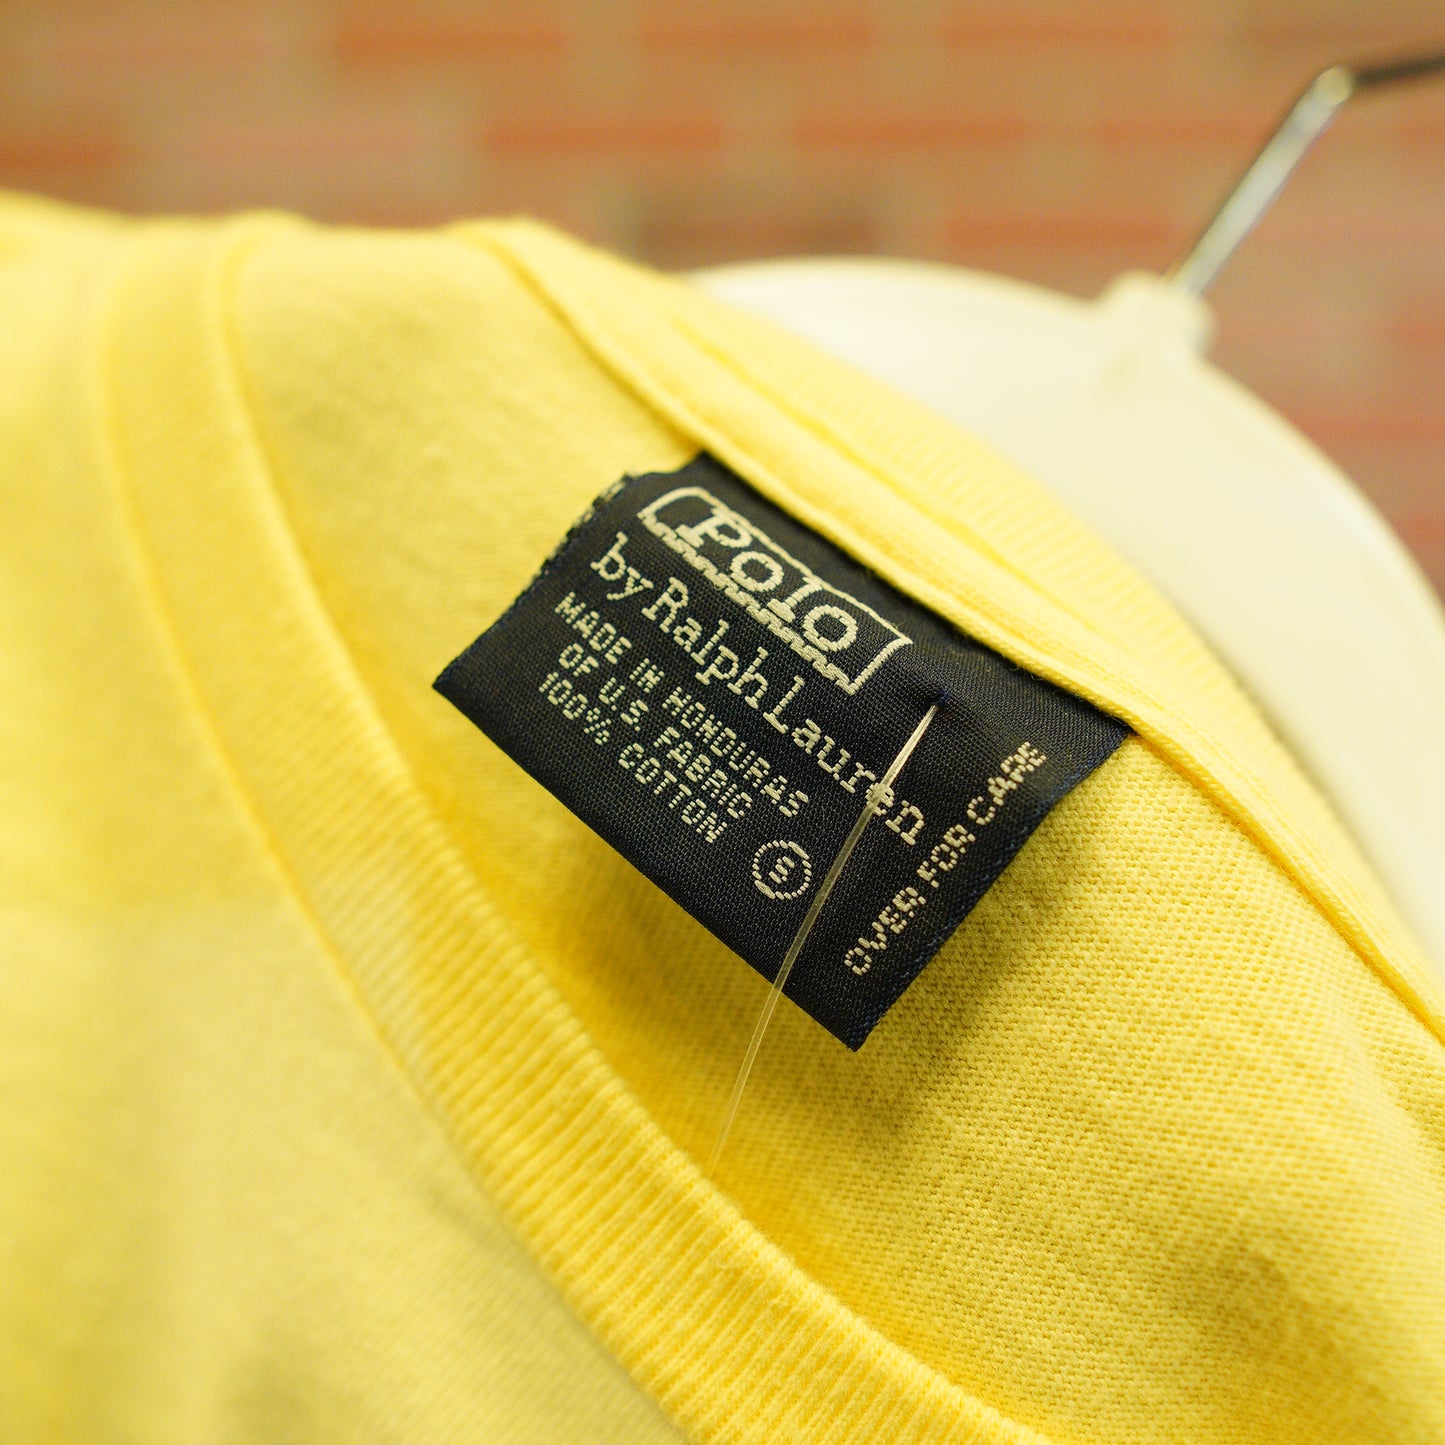 Polo
by Ralph Lauren
MADE IN HONDURAS
OF U.S. FABRIC
100% COTTON
S
OVER FOR CARE